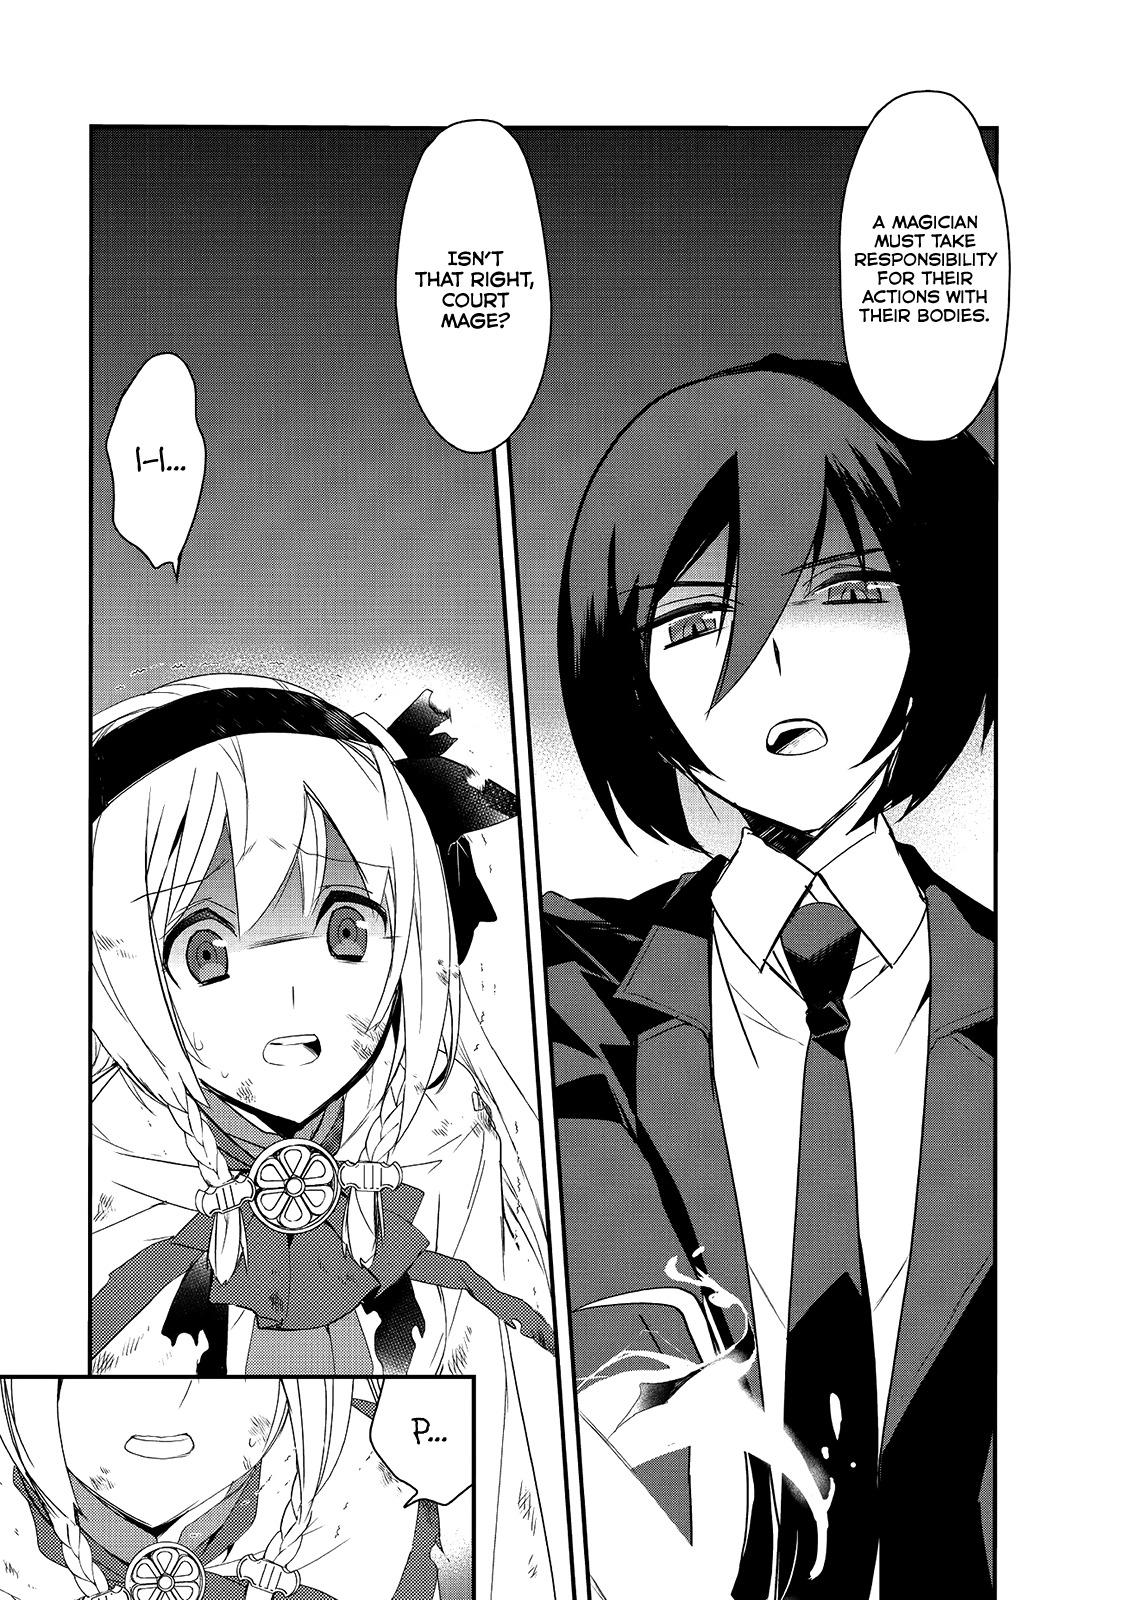 A MAGICIAN
MUST TAKE
RESPONSIBILITY
FOR THEIR
ACTIONS WITH
THEIR BODIES.
ISN'T
THAT RIGHT,
COURT
MAGE?
I-I...
P...